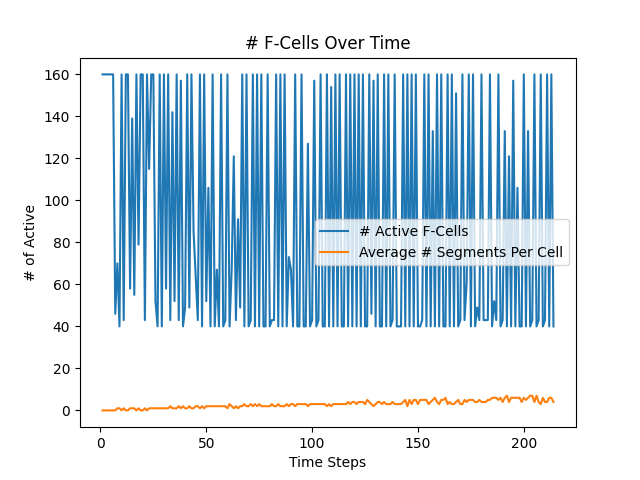 # F-Cells Over Time
160
140
120
100
80
60
40
20
0
# of Active
# Active F-Cells
Average # Segments Per Cell
0 50 100 150 200
Time Steps